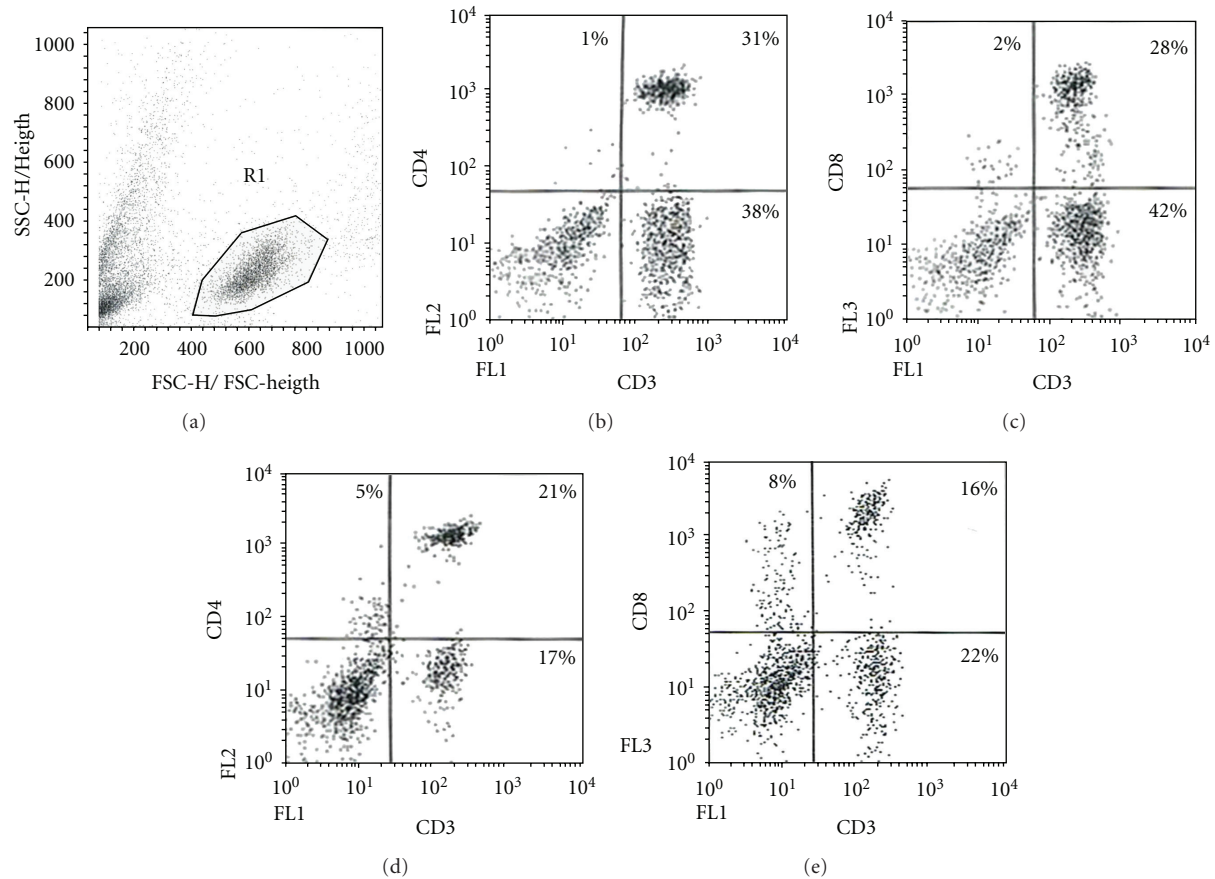 1000
800
600
400
200
SSC-H/Heigth
R1
200 400 600 800 1000
FSC-H/ FSC-heigth
(a)
10^4
10^3
10^2
10^1
10^0
CD4
FL2
1% 31%
38%
10^0 10^1 10^2 10^3 10^4
FL1
CD3
(b)
10^4
10^3
10^2
10^1
10^0
CD8
FL3
2% 28%
42%
10^0 10^1 10^2 10^3 10^4
FL1
CD3
(c)
10^4
10^3
10^2
10^1
10^0
CD4
FL2
5% 21%
17%
10^0 10^1 10^2 10^3 10^4
FL1
CD3
(d)
10^4
10^3
10^2
10^1
10^0
CD8
FL3
8% 16%
22%
10^0 10^1 10^2 10^3 10^4
FL1
CD3
(e)